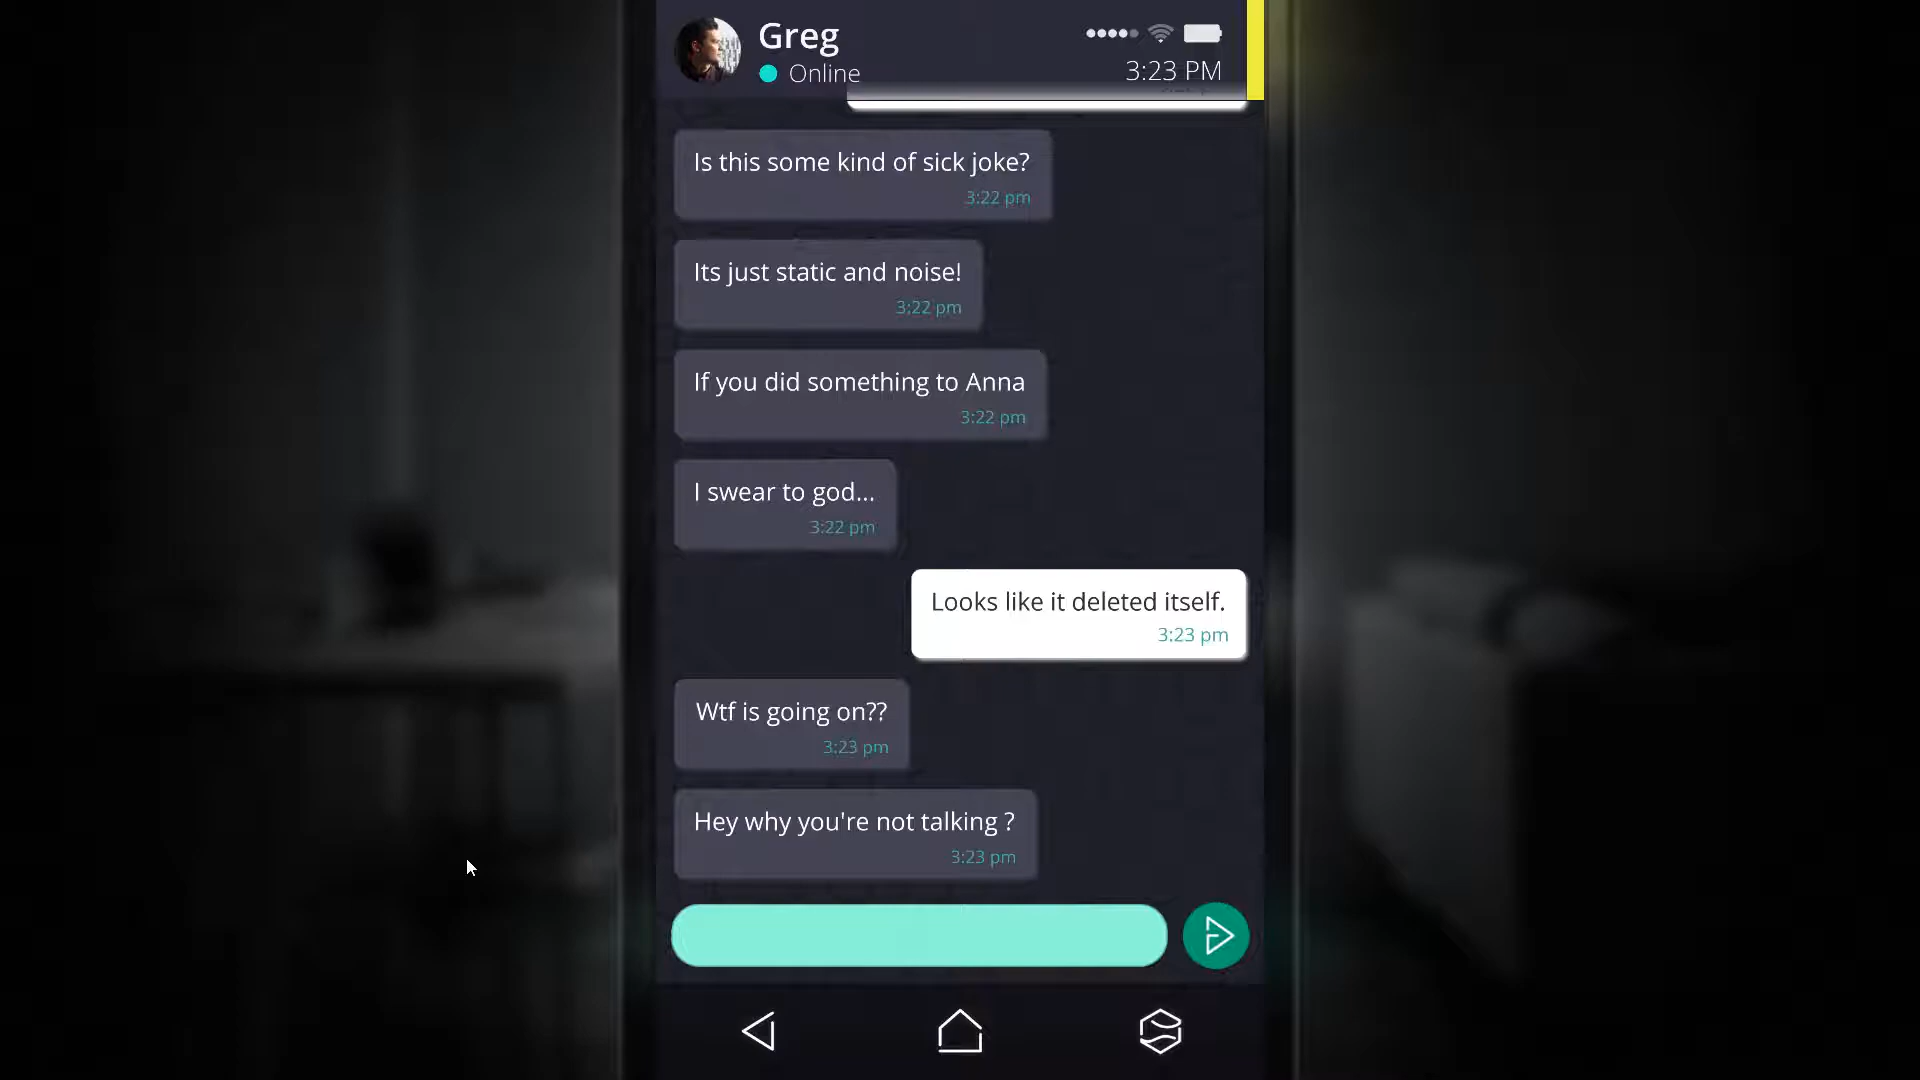 Greg
Online
3:23 PM
Is this some kind of sick joke?
3:22 pm
Its just static and noise!
3:22 pm
If you did something to Anna
3:22 pm
I swear to god...
3:22 pm
Looks like it deleted itself.
3:23 pm
Wtf is going on??
3:23 pm
Hey why you're not talking ?
3:23 pm